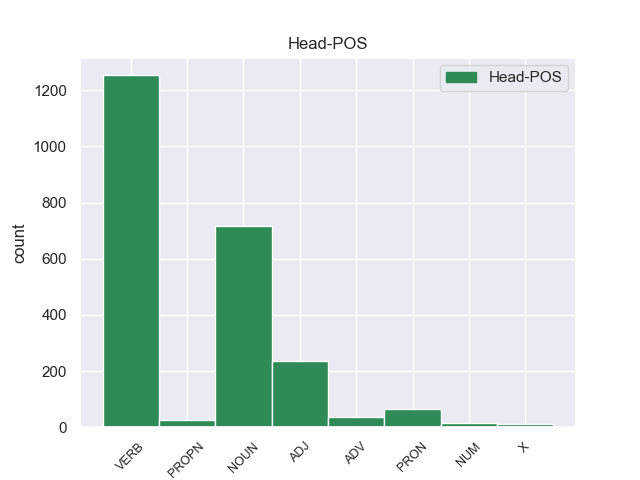 Head-POS
Head-POS
1200
1000
800
600
400
200
0
count
VERB
PROPN
NOUN
ADJ
ADV
PRON
NUM
X